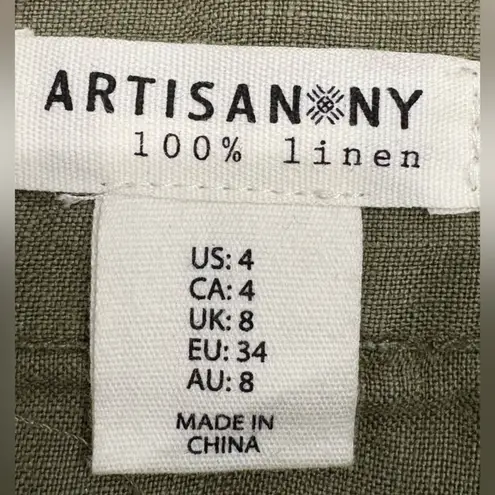 ARTISAN NY
100% linen
US: 4
CA: 4
UK: 8
EU: 34
AU: 8
MADE IN
CHINA